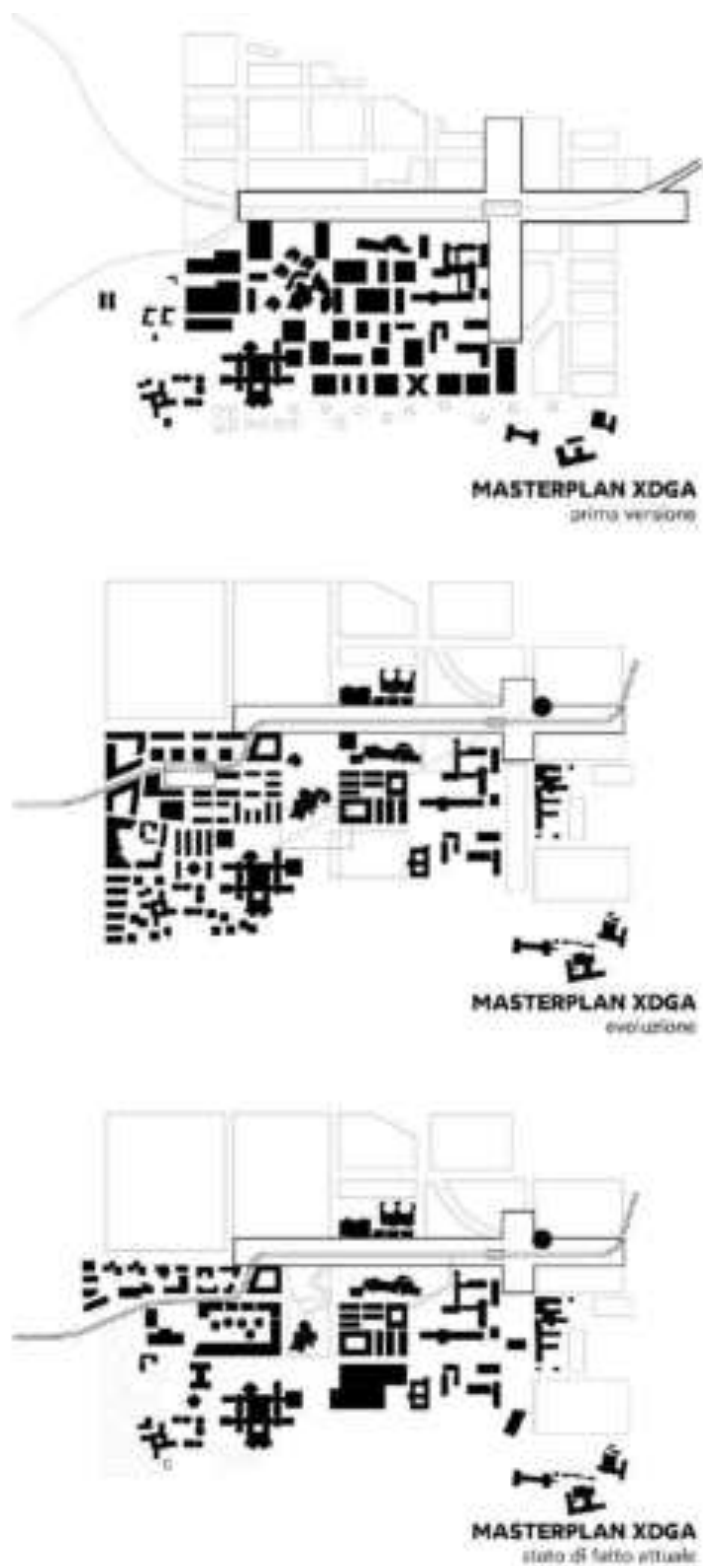 MASTERPLAN XDGA
prima versione
MASTERPLAN XDGA
evoluzione
MASTERPLAN XDGA
stato di fatto attuale